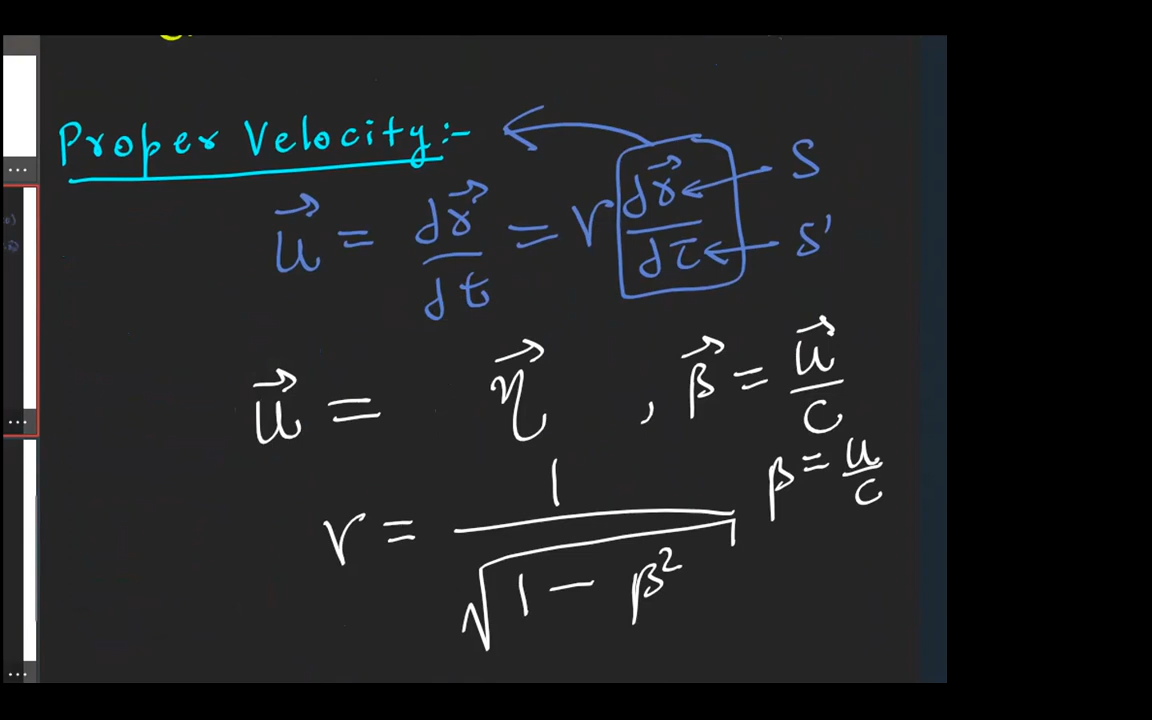 Proper Velocity:-
u⃗ = dr⃗/dt = γ dr⃗/dτ ← S ← S'
u⃗ = η⃗ , β⃗ = u⃗/c
β = u/c
γ = 1/√(1 - β²)